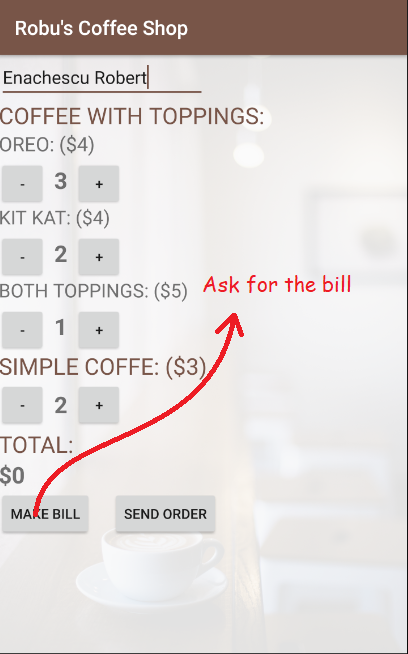 Robu's Coffee Shop
Enachescu Robert
COFFEE WITH TOPPINGS:
OREO: ($4)
- 3 +
KIT KAT: ($4)
- 2 +
BOTH TOPPINGS: ($5)
Ask for the bill
- 1 +
SIMPLE COFFE: ($3)
- 2 +
TOTAL:
$0
MAKE BILL SEND ORDER